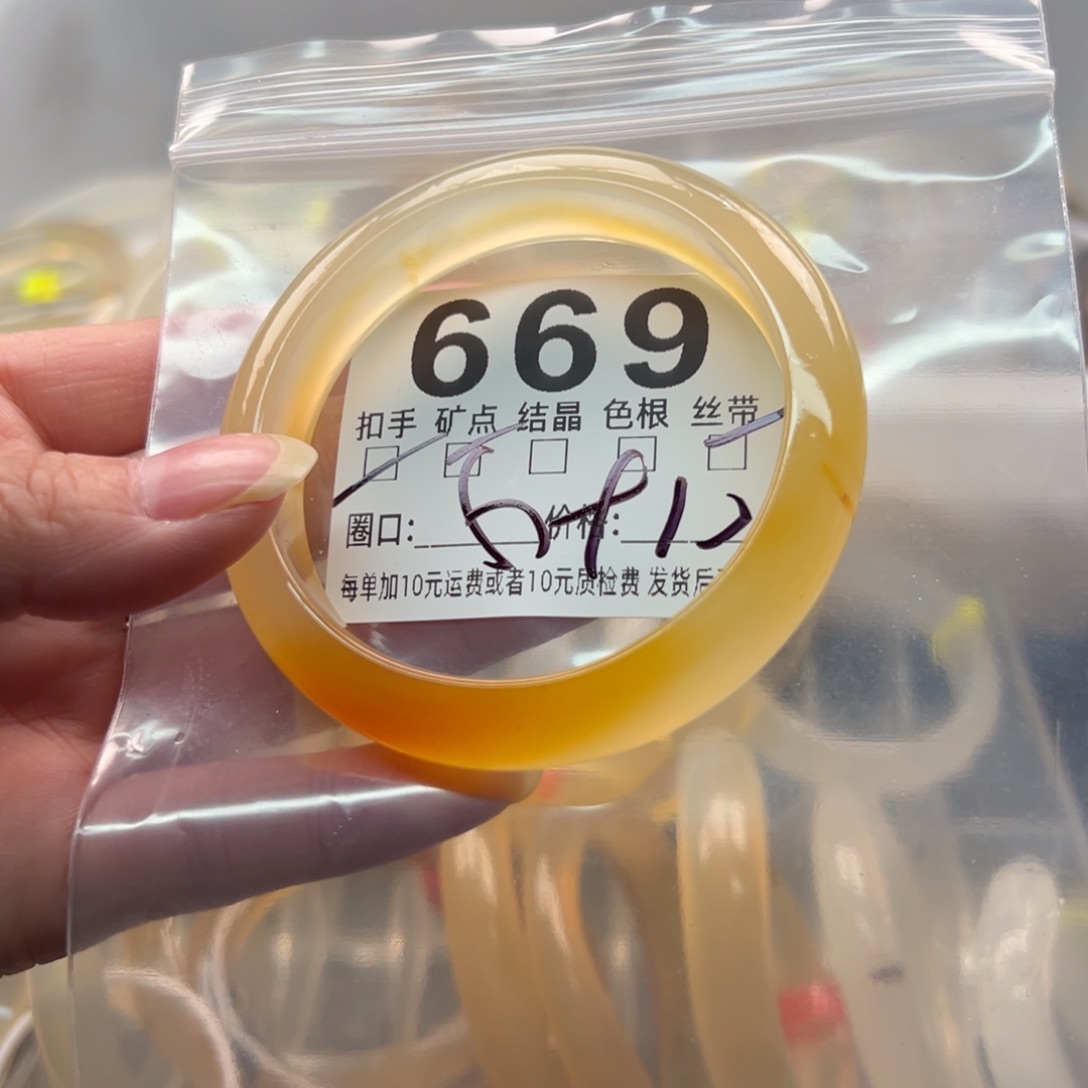 669
扣手 矿点 结晶 色根 丝带
圈口: 价格:
每单加10元运费或者10元质检费 发货后